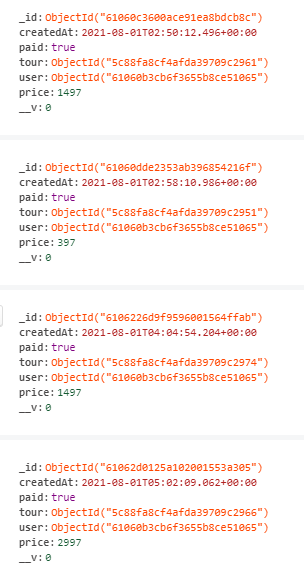 _id: ObjectId("61060c3600ace91ea8bdcb8c")
createdAt: 2021-08-01T02:50:12.496+00:00
paid: true
tour: ObjectId("5c88fa8cf4afda39709c2961")
user: ObjectId("61060b3cb6f3655b8ce51065")
price: 1497
__v: 0
_id: ObjectId("61060dde2353ab396854216f")
createdAt: 2021-08-01T02:58:10.986+00:00
paid: true
tour: ObjectId("5c88fa8cf4afda39709c2951")
user: ObjectId("61060b3cb6f3655b8ce51065")
price: 397
__v: 0
_id: ObjectId("6106226d9f9596001564ffab")
createdAt: 2021-08-01T04:04:54.204+00:00
paid: true
tour: ObjectId("5c88fa8cf4afda39709c2974")
user: ObjectId("61060b3cb6f3655b8ce51065")
price: 1497
__v: 0
_id: ObjectId("61062d0125a102001553a305")
createdAt: 2021-08-01T05:02:09.062+00:00
paid: true
tour: ObjectId("5c88fa8cf4afda39709c2966")
user: ObjectId("61060b3cb6f3655b8ce51065")
price: 2997
__v: 0